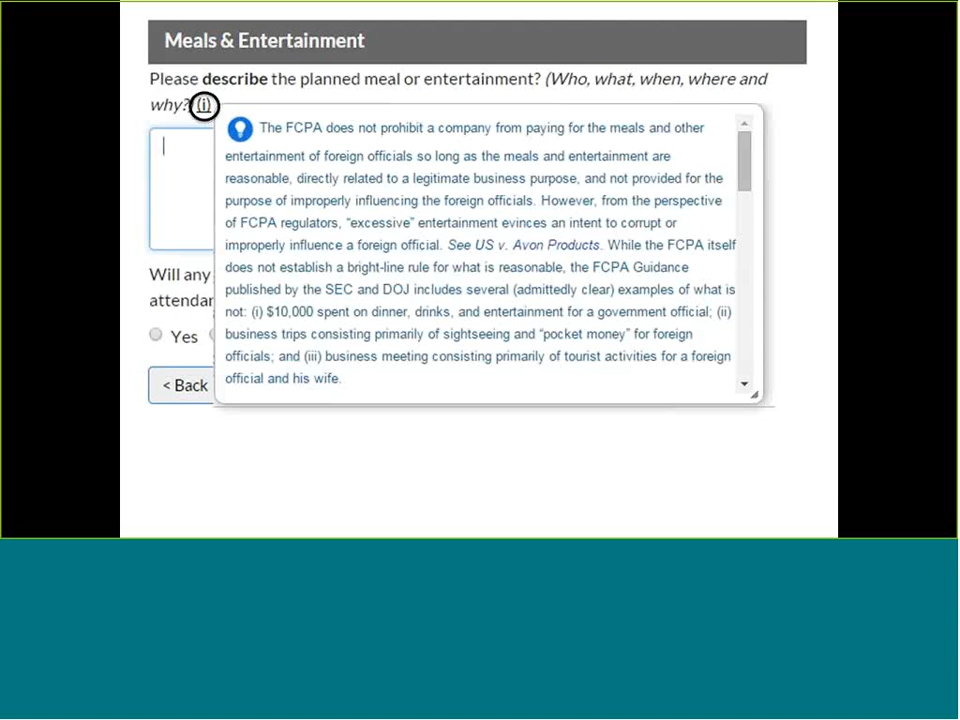 Meals & Entertainment
Please describe the planned meal or entertainment? (Who, what, when, where and
why? (i)
The FCPA does not prohibit a company from paying for the meals and other
entertainment of foreign officials so long as the meals and entertainment are
reasonable, directly related to a legitimate business purpose, and not provided for the
purpose of improperly influencing the foreign officials. However, from the perspective
of FCPA regulators, “excessive” entertainment evinces an intent to corrupt or
improperly influence a foreign official. See US v. Avon Products. While the FCPA itself
does not establish a bright-line rule for what is reasonable, the FCPA Guidance
published by the SEC and DOJ includes several (admittedly clear) examples of what is
not: (i) $10,000 spent on dinner, drinks, and entertainment for a government official; (ii)
business trips consisting primarily of sightseeing and “pocket money” for foreign
officials; and (iii) business meeting consisting primarily of tourist activities for a foreign
official and his wife.
Will any
attendan
Yes
< Back